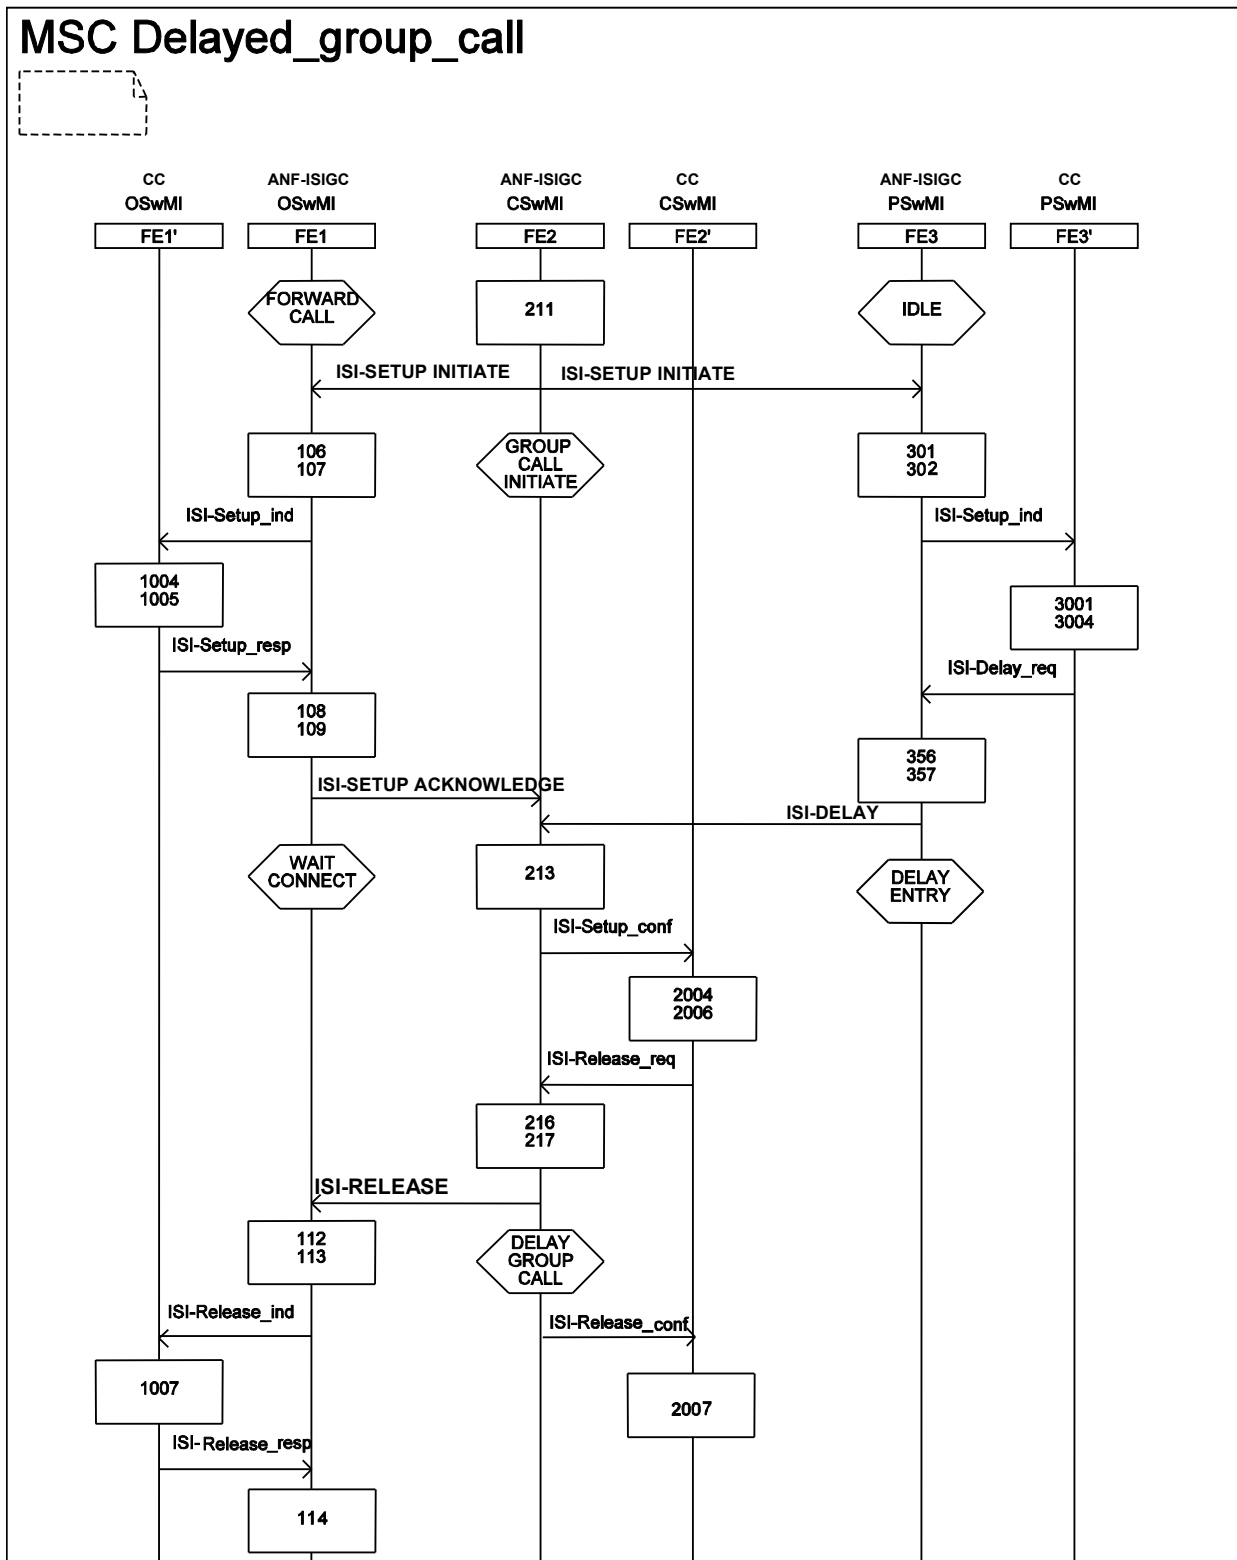 MSC Delayed_group_call
CC
ANF-ISIGC
ANF-ISIGC
CC
ANF-ISIGC
CC
OSwMI
OSwMI
CSwMI
CSwMI
PSwMI
PSwMI
FE1'
FE1
FE2
FE2'
FE3
FE3'
FORWARD
CALL
211
IDLE
ISI-SETUP INITIATE
ISI-SETUP INITIATE
106
107
GROUP
CALL
INITIATE
301
302
ISI-Setup_ind
ISI-Setup_ind
1004
1005
3001
3004
ISI-Setup_resp
ISI-Delay_req
108
109
356
357
ISI-SETUP ACKNOWLEDGE
ISI-DELAY
WAIT
CONNECT
213
DELAY
ENTRY
ISI-Setup_conf
2004
2006
ISI-Release_req
216
217
ISI-RELEASE
112
113
DELAY
GROUP
CALL
ISI-Release_ind
ISI-Release_conf
1007
2007
ISI-Release_resp
114